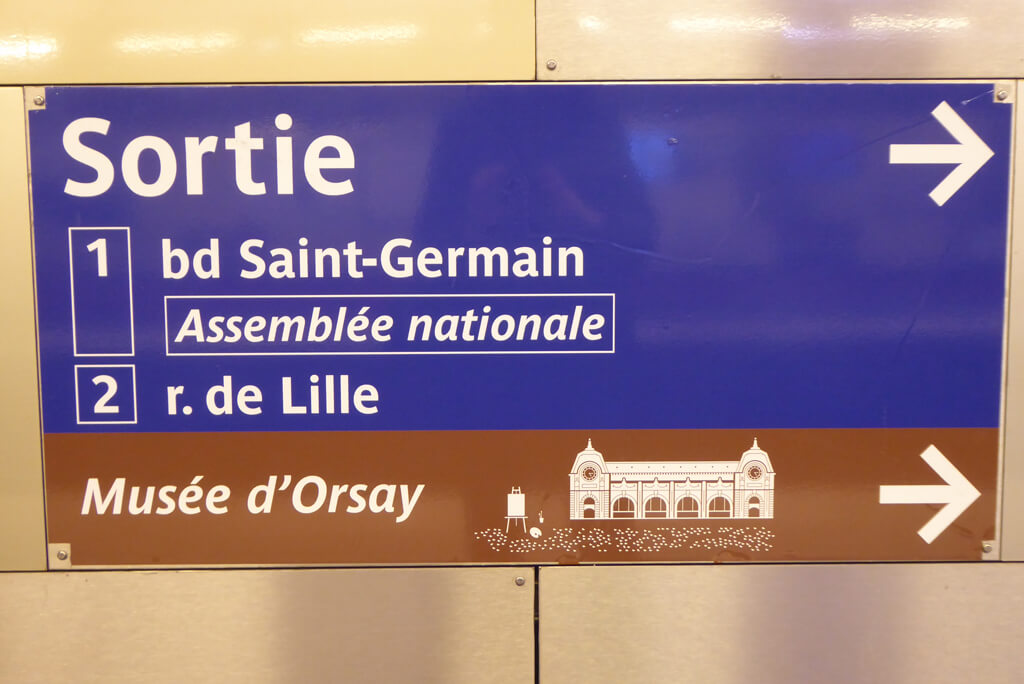 Sortie
1 bd Saint-Germain
Assemblée nationale
2 r. de Lille
Musée d'Orsay